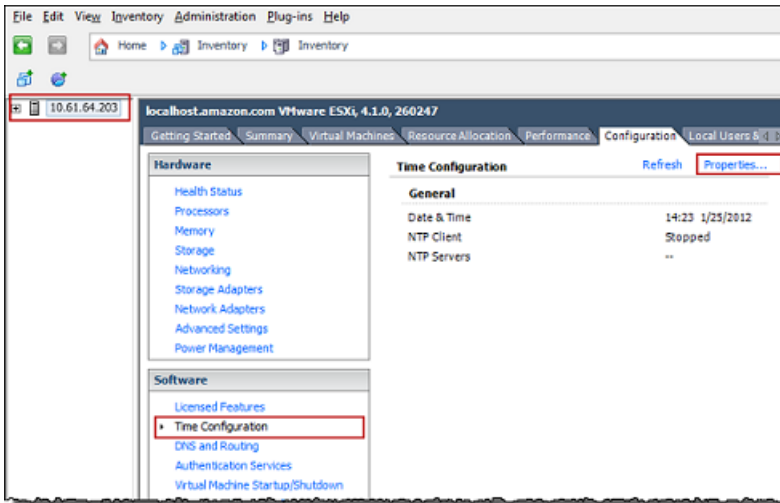 File Edit View Inventory Administration Plug-ins Help
Home Inventory Inventory
10.61.64.203
localhost.amazon.com VMware ESXi, 4.1.0, 260247
Getting Started Summary Virtual Machines Resource Allocation Performance Configuration Local Users &
Hardware
Health Status
Processors
Memory
Storage
Networking
Storage Adapters
Network Adapters
Advanced Settings
Power Management
Software
Licensed Features
Time Configuration
DNS and Routing
Authentication Services
Virtual Machine Startup/Shutdown
Time Configuration Refresh Properties...
General
Date & Time 14:23 1/25/2012
NTP Client Stopped
NTP Servers --